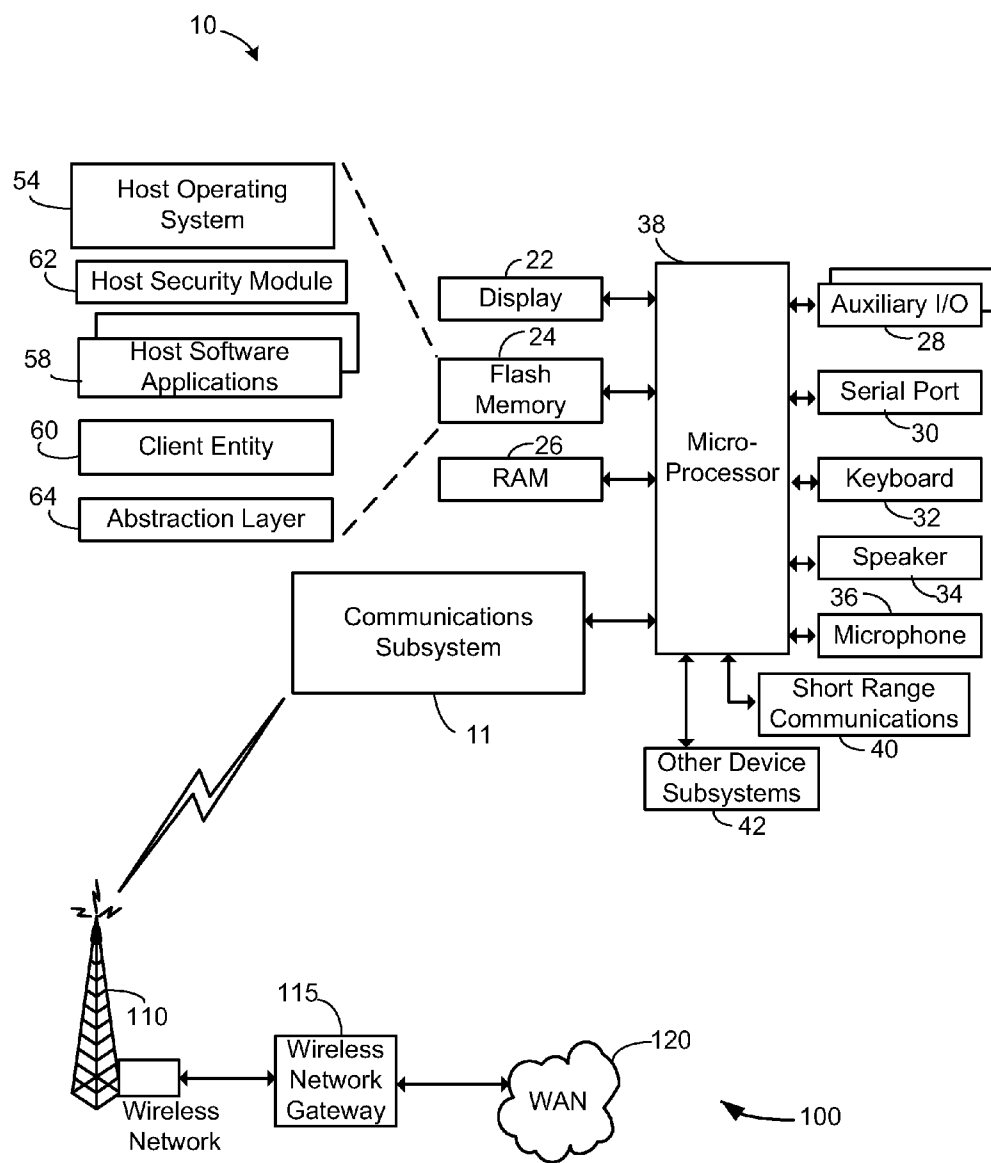 10
54
Host Operating
System
62
Host Security Module
58
Host Software
Applications
60
Client Entity
64
Abstraction Layer
22
Display
24
Flash
Memory
26
RAM
38
Micro-
Processor
Auxiliary I/O
28
Serial Port
30
Keyboard
32
Speaker
34
36
Microphone
Short Range
Communications
40
Other Device
Subsystems
42
Communications
Subsystem
11
110
Wireless
Network
115
Wireless
Network
Gateway
120
WAN
100